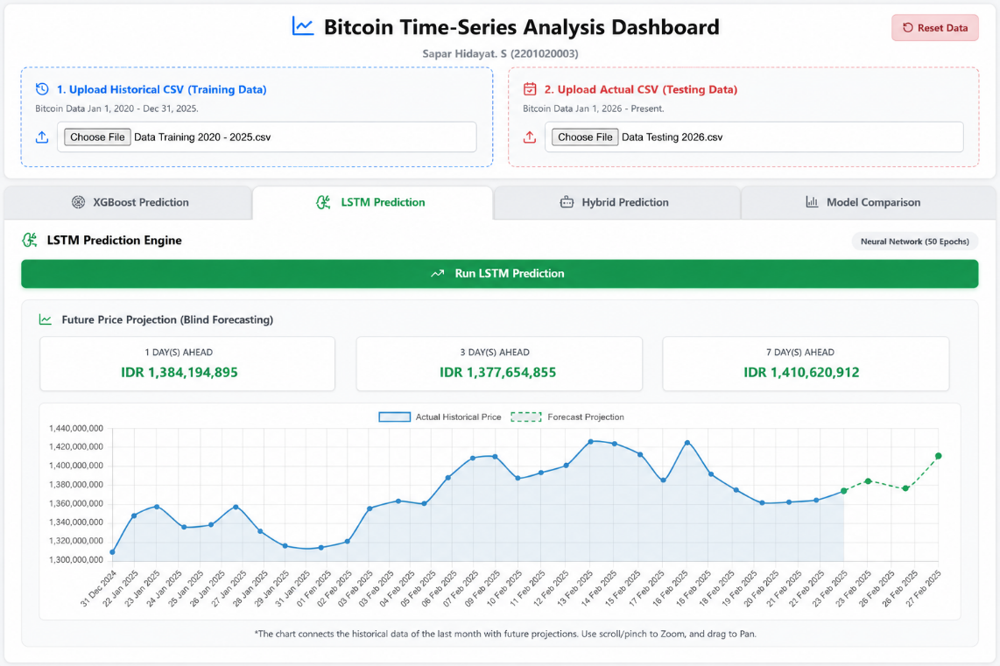 Bitcoin Time-Series Analysis Dashboard
Reset Data
Sapar Hidayat. S (2201020003)
1. Upload Historical CSV (Training Data)
Bitcoin Data Jan 1, 2020 - Dec 31, 2025.
Choose File Data Training 2020 - 2025.csv
2. Upload Actual CSV (Testing Data)
Bitcoin Data Jan 1, 2026 - Present.
Choose File Data Testing 2026.csv
XGBoost Prediction
LSTM Prediction
Hybrid Prediction
Model Comparison
LSTM Prediction Engine
Neural Network (50 Epochs)
Run LSTM Prediction
Future Price Projection (Blind Forecasting)
1 DAY(S) AHEAD
IDR 1,384,194,895
3 DAY(S) AHEAD
IDR 1,377,654,855
7 DAY(S) AHEAD
IDR 1,410,620,912
Actual Historical Price
Forecast Projection
1,440,000,000
1,420,000,000
1,400,000,000
1,380,000,000
1,360,000,000
1,340,000,000
1,320,000,000
1,300,000,000
31 Dec 2024
22 Jan 2025
23 Jan 2025
24 Jan 2025
25 Jan 2025
26 Jan 2025
27 Jan 2025
28 Jan 2025
29 Jan 2025
31 Jan 2025
01 Feb 2025
02 Feb 2025
03 Feb 2025
03 Feb 2025
04 Feb 2025
05 Feb 2025
06 Feb 2025
07 Feb 2025
09 Feb 2025
10 Feb 2025
11 Feb 2025
12 Feb 2025
13 Feb 2025
14 Feb 2025
15 Feb 2025
17 Feb 2025
16 Feb 2025
16 Feb 2025
18 Feb 2025
19 Feb 2025
20 Feb 2025
21 Feb 2025
21 Feb 2025
23 Feb 2025
23 Feb 2025
26 Feb 2025
26 Feb 2025
27 Feb 2025
*The chart connects the historical data of the last month with future projections. Use scroll/pinch to Zoom, and drag to Pan.